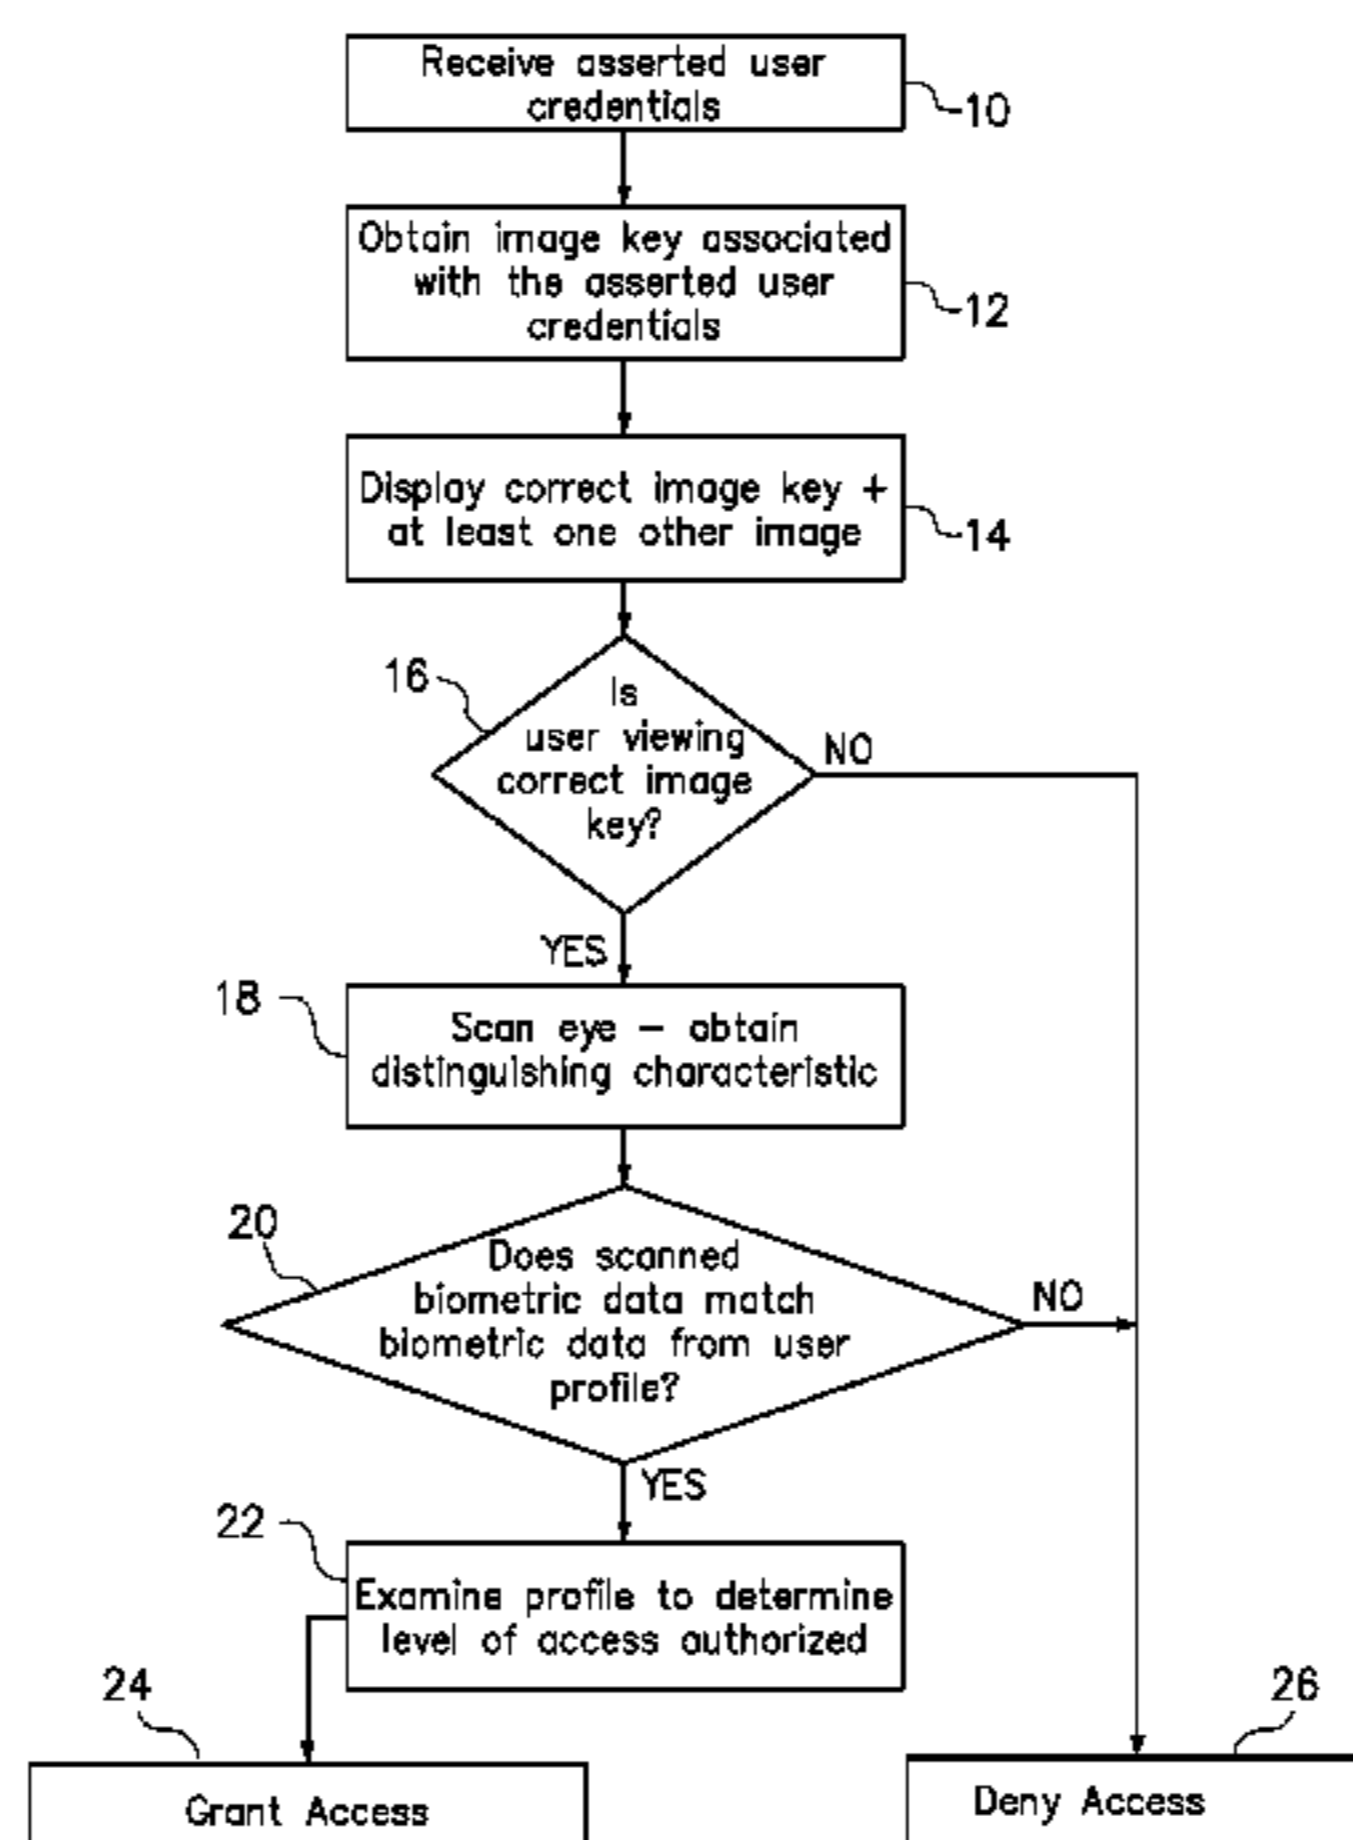 Receive asserted user
credentials
10
Obtain image key associated
with the asserted user
credentials
12
Display correct image key +
at least one other image
14
16
Is
user viewing
correct image
key?
NO
YES
18
Scan eye — obtain
distinguishing characteristic
20
Does scanned
biometric data match
biometric data from user
profile?
NO
YES
22
Examine profile to determine
level of access authorized
24
26
Grant Access
Deny Access